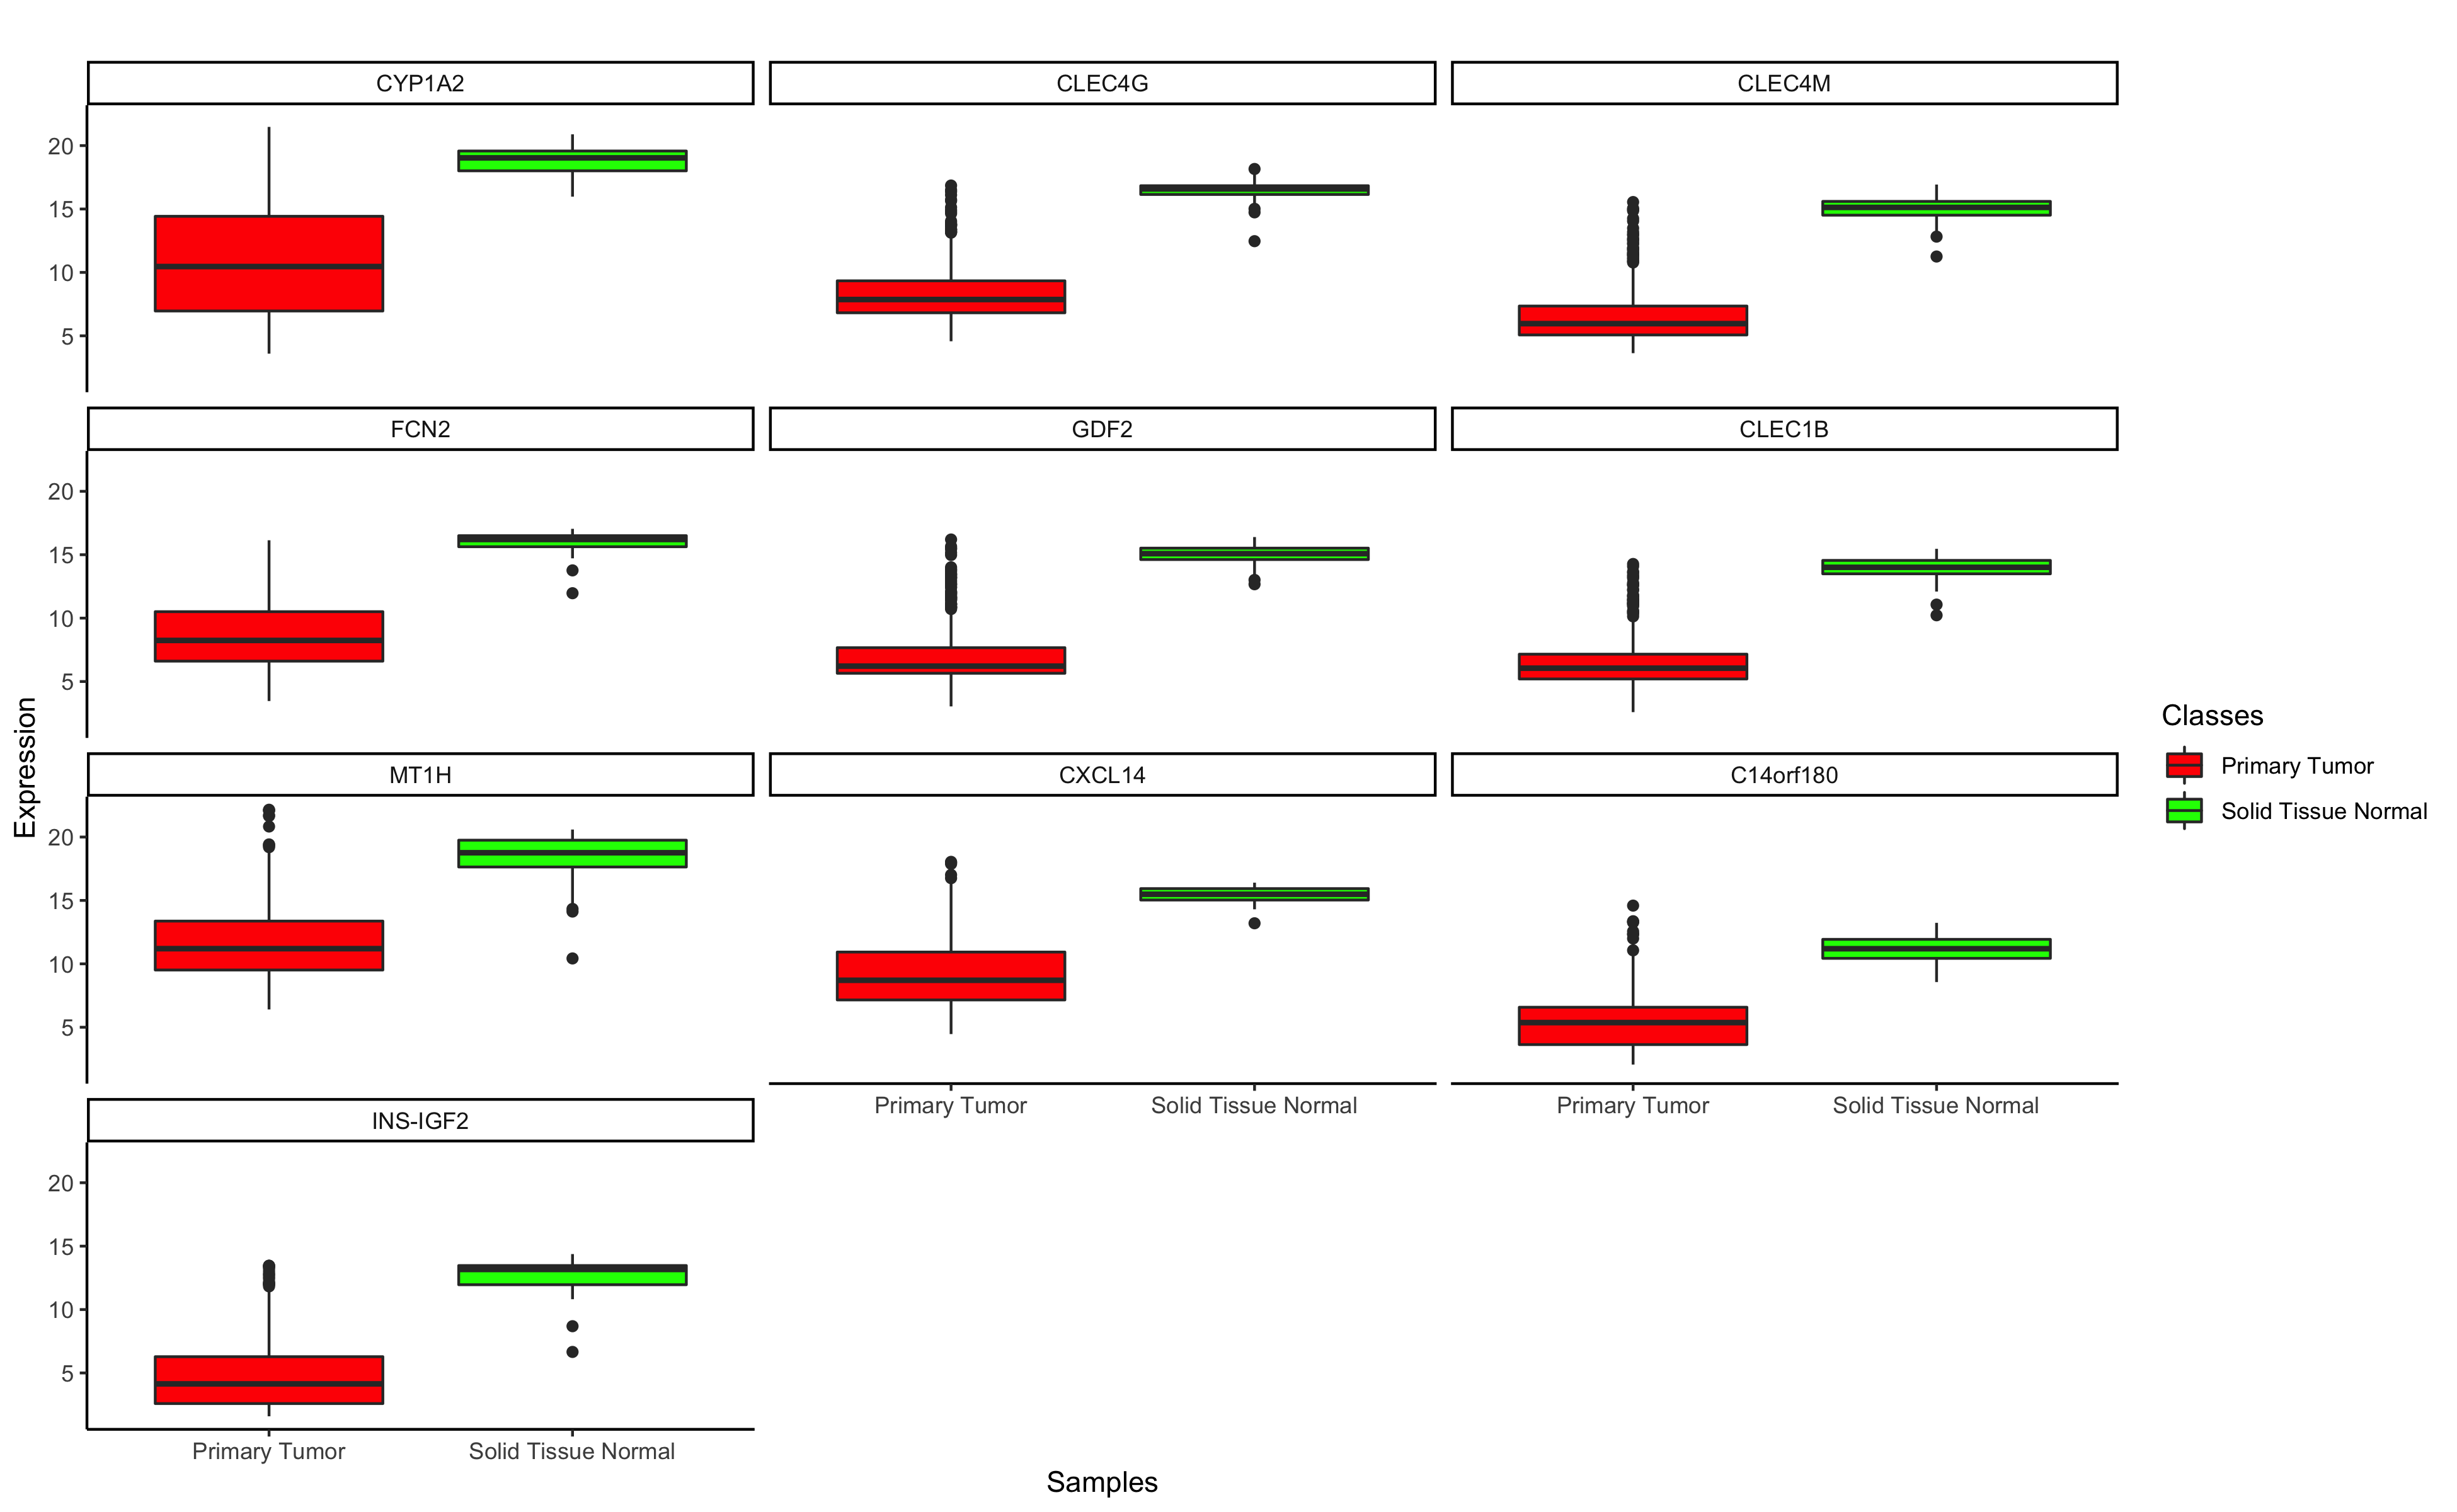 CYP1A2
CLEC4G
CLEC4M
20
15
10
5
FCN2
GDF2
CLEC1B
20
15
10
5
MT1H
CXCL14
C14orf180
20
15
10
5
Primary Tumor
Solid Tissue Normal
Primary Tumor
Solid Tissue Normal
INS-IGF2
20
15
10
5
Primary Tumor
Solid Tissue Normal
Samples
Expression
Classes
Primary Tumor
Solid Tissue Normal